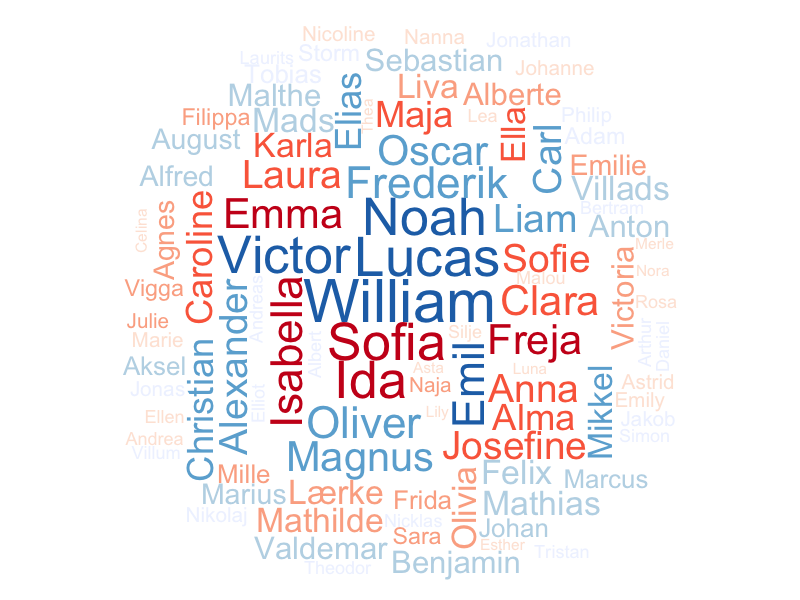 Nicoline
Nanna
Jonathan
Laurits
Storm
Sebastian
Tobias
Johanne
Malthe
Elias
Liva
Alberte
Filippa
Mads
Thea
Maja
Lea
Philip
August
Karla
Oscar
Ella
Carl
Adam
Alfred
Laura
Frederik
Emilie
Villads
Celina
Agnes
Caroline
Emma
Noah
Liam
Bertram
Anton
Victor
Lucas
Sofie
Victoria
Merle
Malou
Nora
Vigga
Alexander
Andreas
Isabella
William
Clara
Rosa
Julie
Marie
Albert
Sofia
Silje
Freja
Arthur
Daniel
Aksel
Christian
Asta
Luna
Jonas
Elliot
Ida
Naja
Emil
Anna
Mikkel
Astrid
Emily
Ellen
Oliver
Lily
Alma
Jakob
Andrea
Simon
Villum
Magnus
Josefine
Mille
Felix
Marcus
Marius
Lærke
Frida
Olivia
Mathias
Nikolaj
Mathilde
Nicklas
Johan
Sara
Valdemar
Esther
Tristan
Theodor
Benjamin